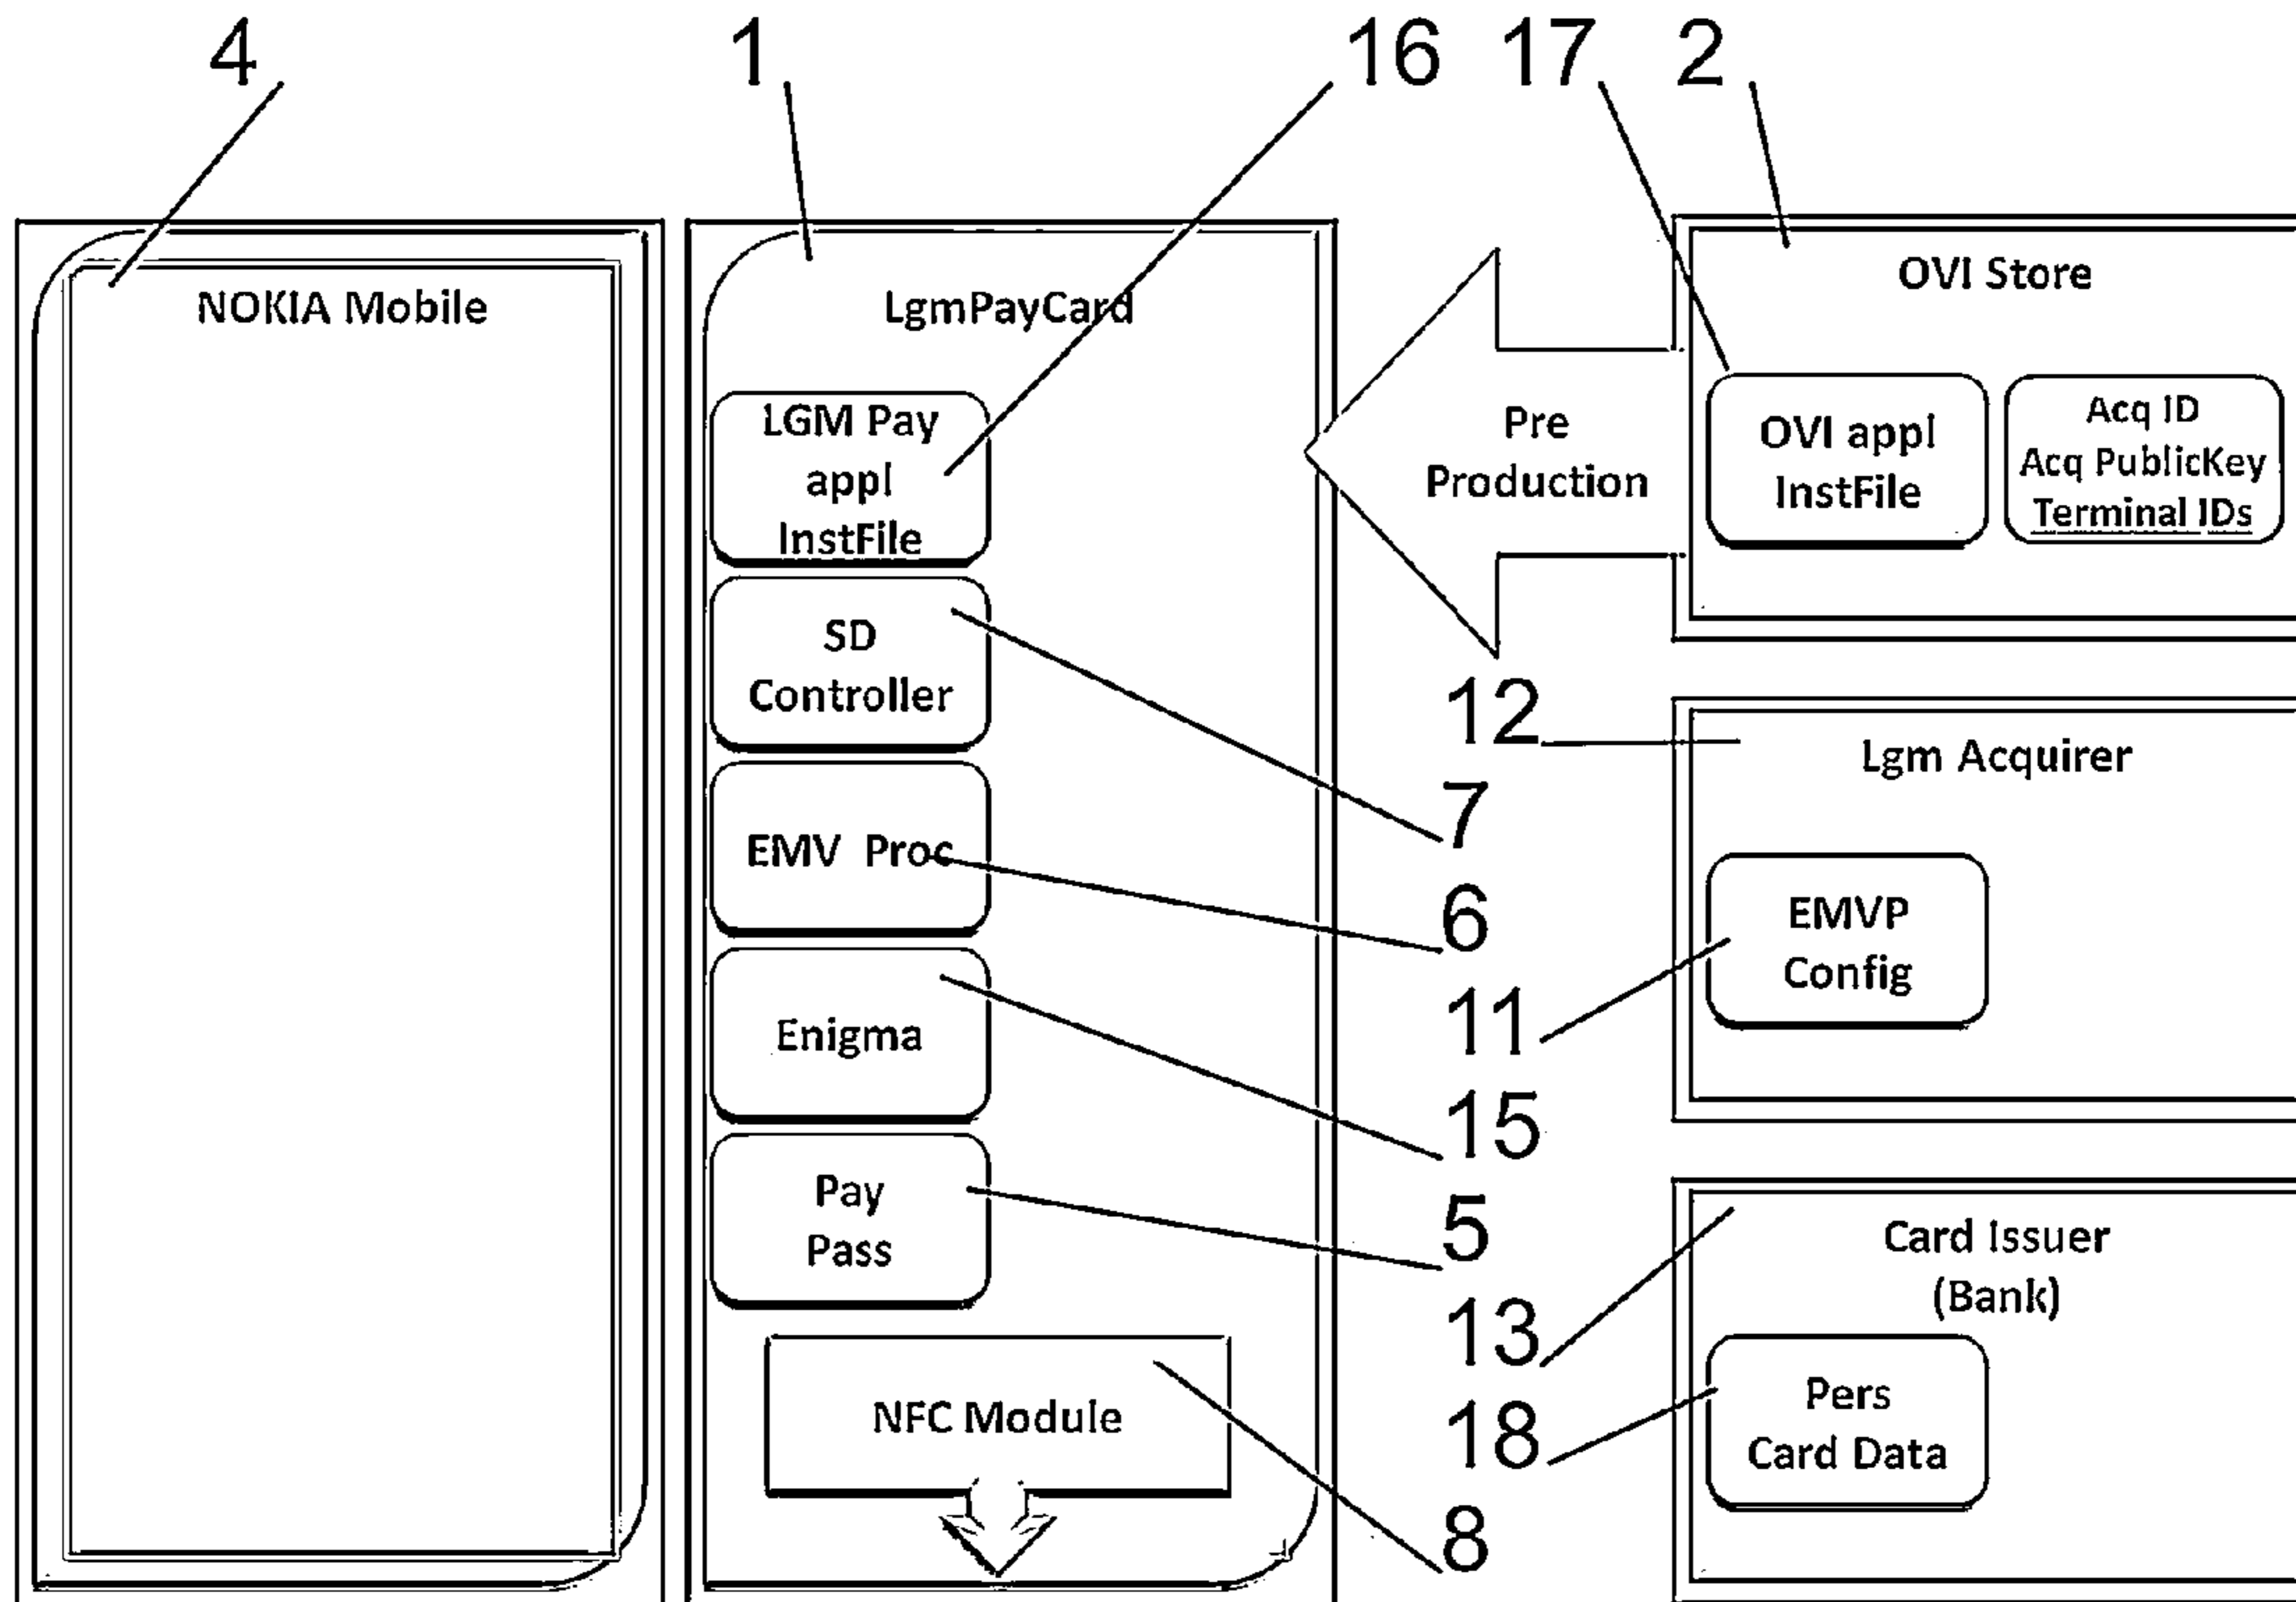 4
1
16
17
2
NOKIA Mobile
LgmPayCard
LGM Pay
appl
InstFile
SD
Controller
EMV Proc
Enigma
Pay
Pass
NFC Module
Pre
Production
12
7
6
11
15
5
13
18
8
OVI Store
OVI appl
InstFile
Acq ID
Acq PublicKey
Terminal IDs
Lgm Acquirer
EMVP
Config
Card Issuer
(Bank)
Pers
Card Data